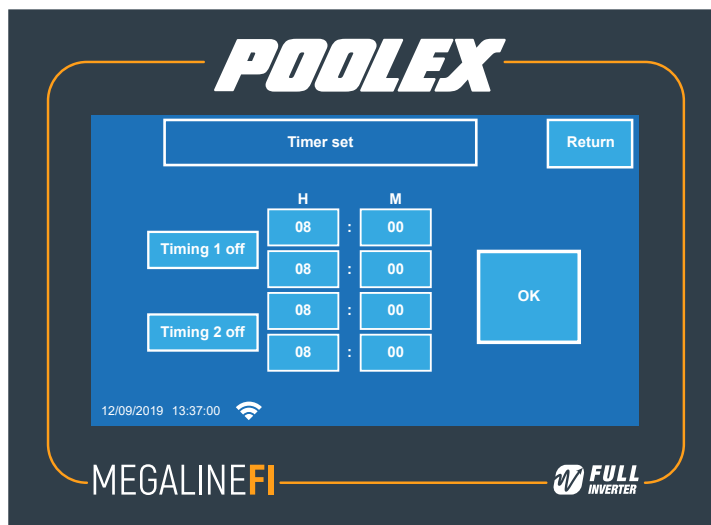 POOLEX
Timer set
Return
H M
08 : 00
Timing 1 off
08 : 00
OK
08 : 00
Timing 2 off
08 : 00
12/09/2019 13:37:00
MEGALINEFI
FULL
INVERTER